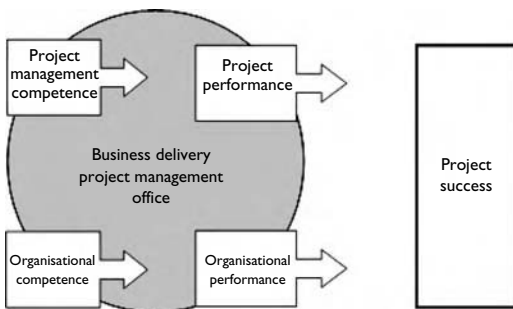 Project
management
competence
Project
performance
Business delivery
project management
office
Project
success
Organisational
competence
Organisational
performance